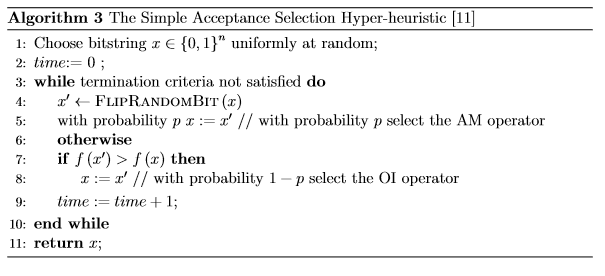 Algorithm 3 The Simple Acceptance Selection Hyper-heuristic [11]
1: Choose bitstring x ∈ {0, 1}^n uniformly at random;
2: time:= 0 ;
3: while termination criteria not satisfied do
4: x′ ← FLIPRANDOMBIT (x)
5: with probability p x := x′ // with probability p select the AM operator
6: otherwise
7: if f (x′) > f (x) then
8: x := x′ // with probability 1 − p select the OI operator
9: time := time + 1;
10: end while
11: return x;